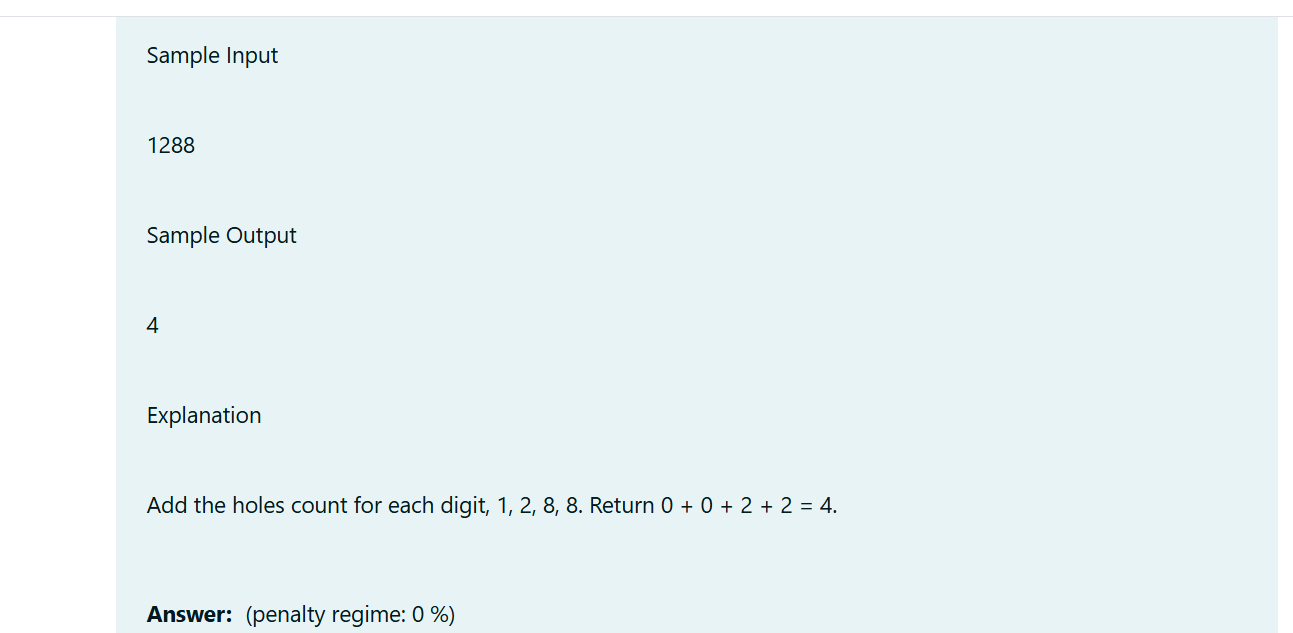 Sample Input
1288
Sample Output
4
Explanation
Add the holes count for each digit, 1, 2, 8, 8. Return 0 + 0 + 2 + 2 = 4.
Answer: (penalty regime: 0 %)